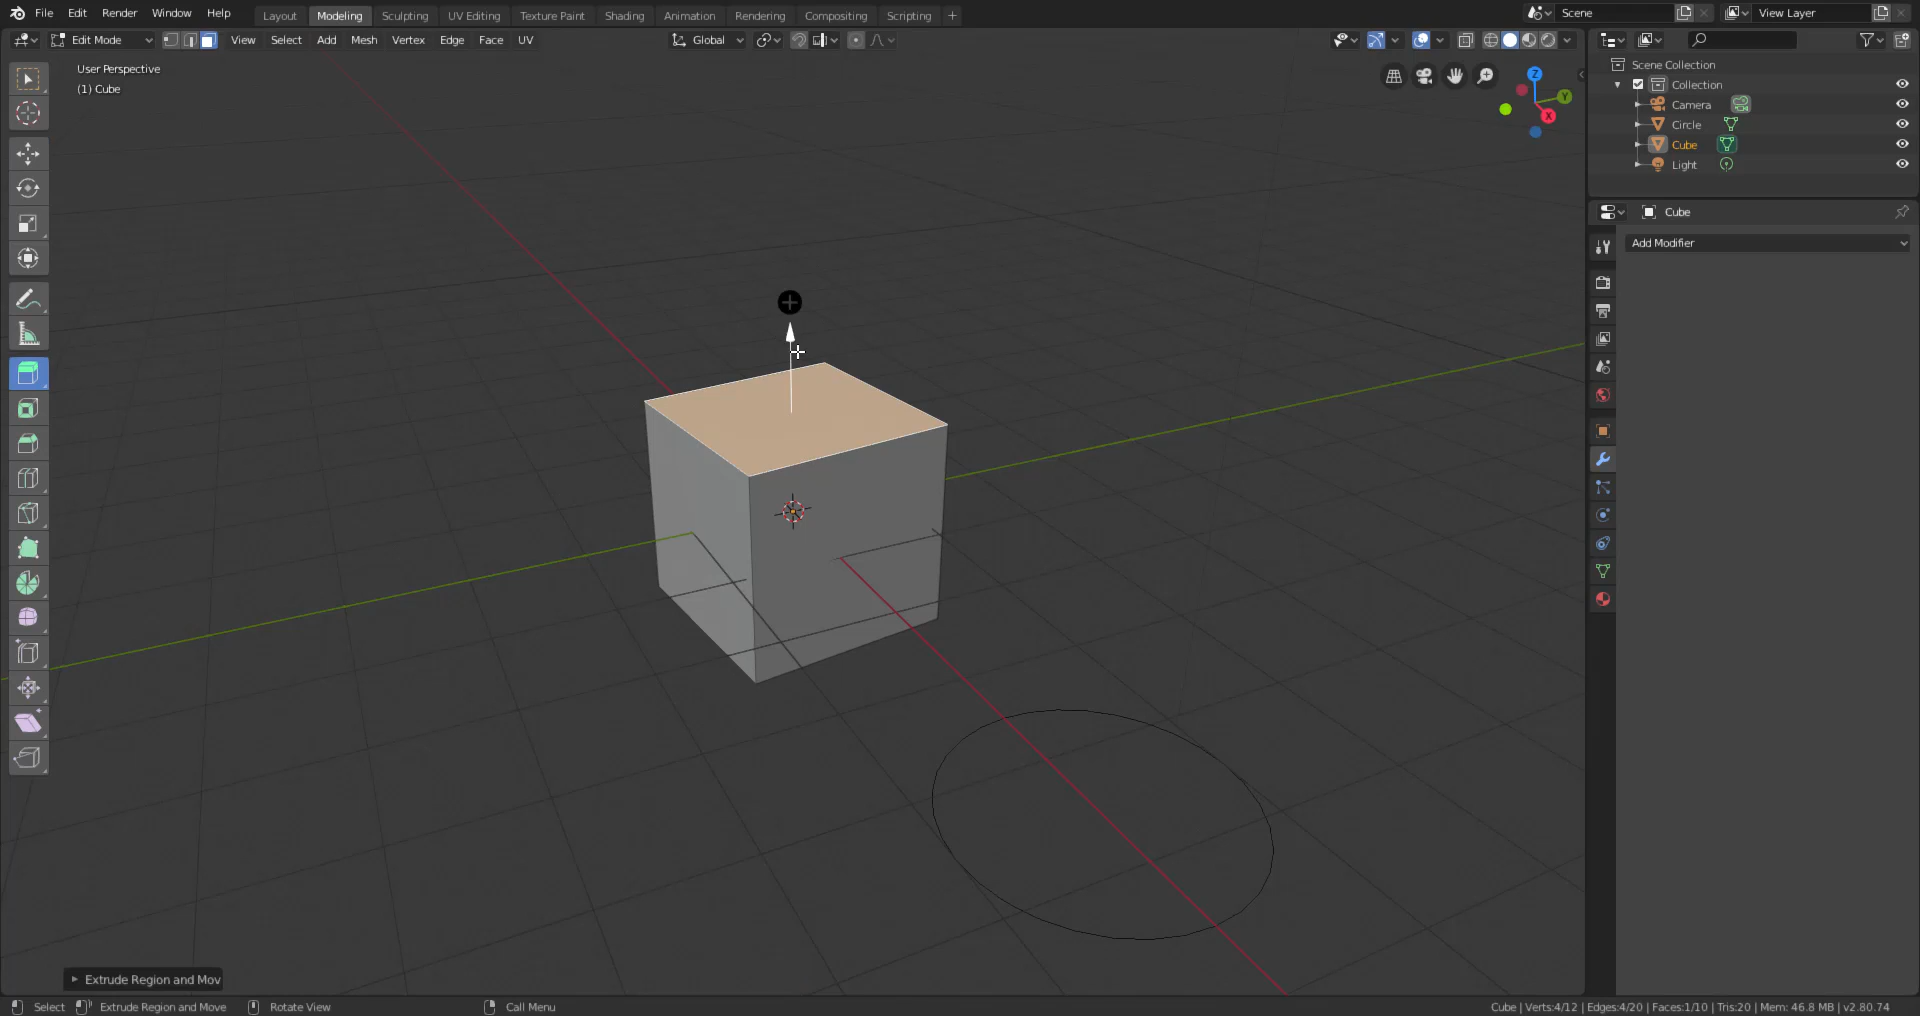 File Edit Render Window Help Layout Modeling Sculpting UV Editing Texture Paint Shading Animation Rendering Compositing Scripting + Scene View Layer
Edit Mode View Select Add Mesh Vertex Edge Face UV Global
User Perspective
(1) Cube
Z
Y
X
Scene Collection
Collection
Camera
Circle
Cube
Light
Cube
Add Modifier
Extrude Region and Mov
Select Extrude Region and Move Rotate View Call Menu Cube | Verts:4/12 | Edges:4/20 | Faces:1/10 | Tris:20 | Mem: 46.8 MB | v2.80.74